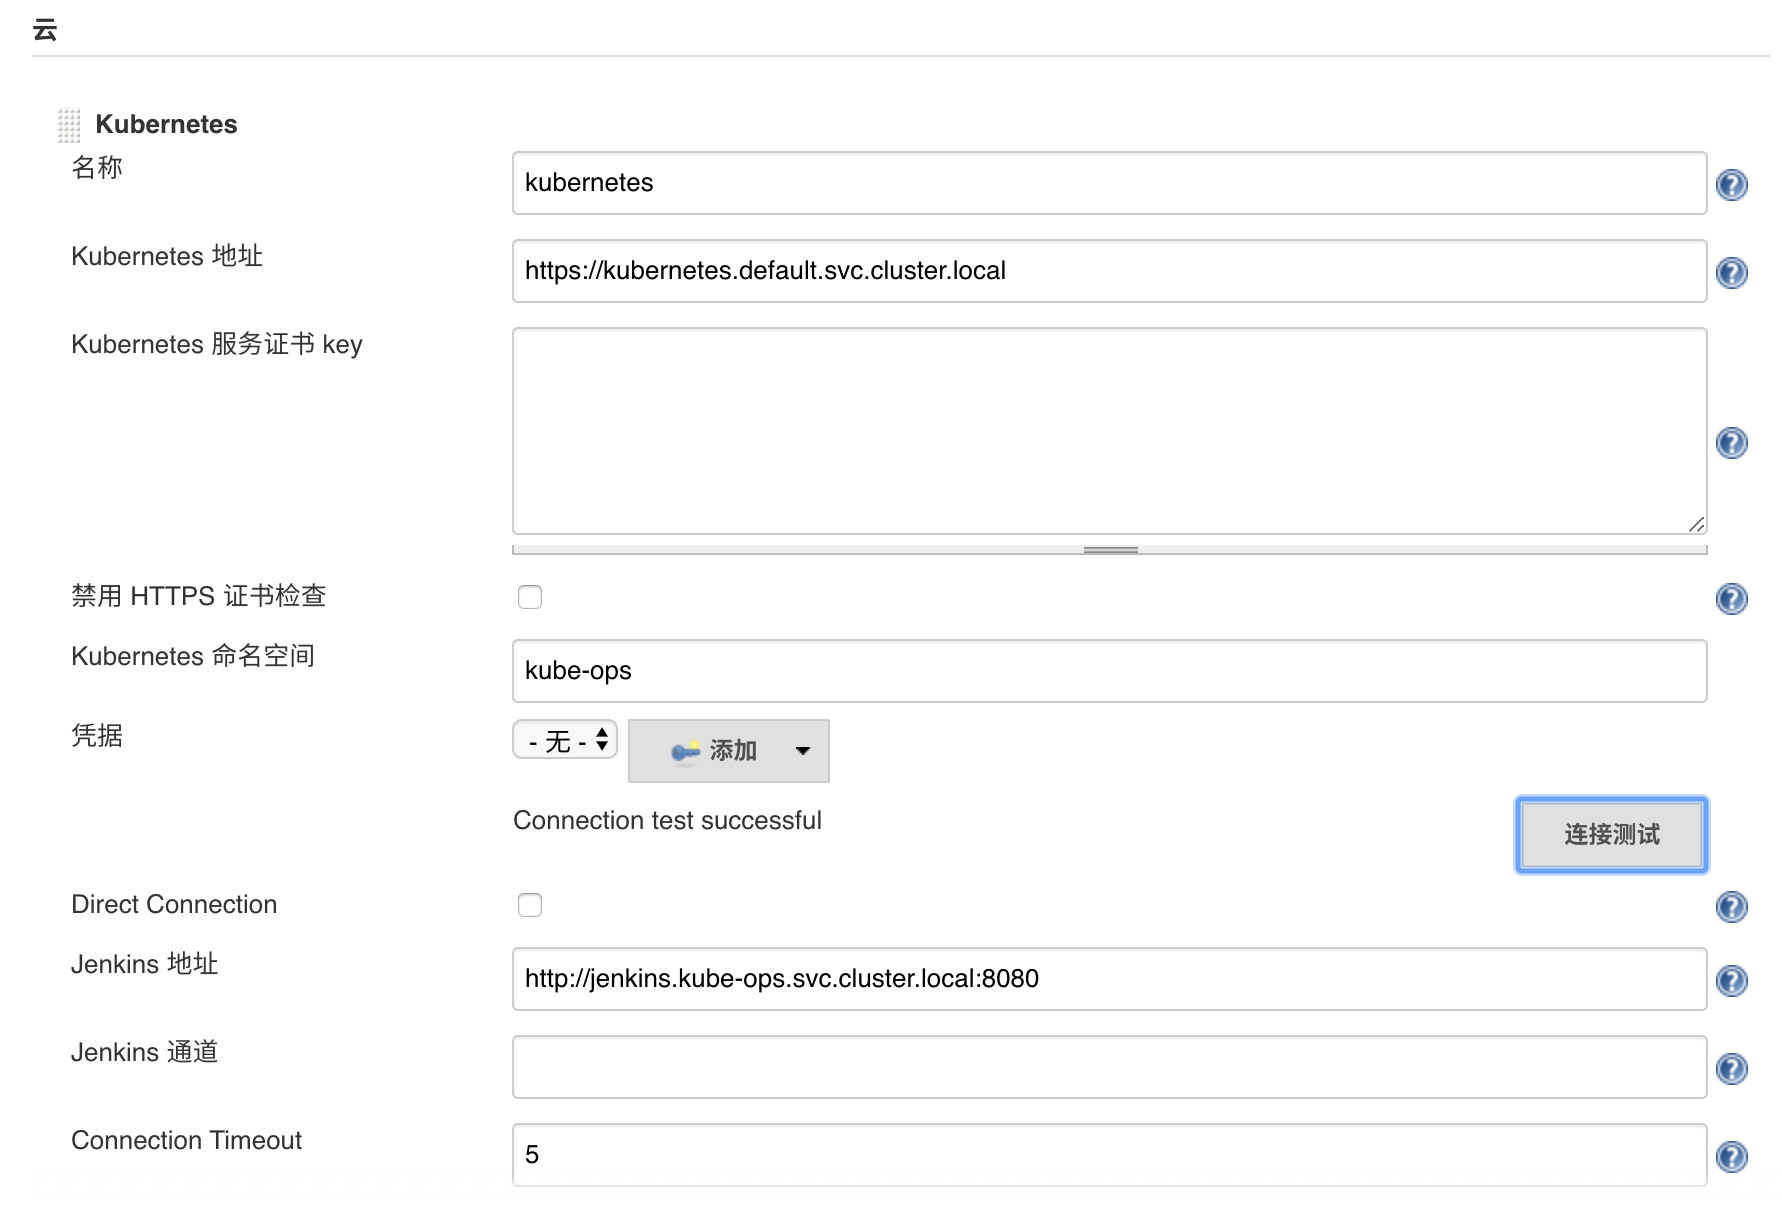 云
Kubernetes
名称
kubernetes
Kubernetes 地址
https://kubernetes.default.svc.cluster.local
Kubernetes 服务证书 key
禁用 HTTPS 证书检查
Kubernetes 命名空间
kube-ops
凭据
- 无 -
添加
Connection test successful
连接测试
Direct Connection
Jenkins 地址
http://jenkins.kube-ops.svc.cluster.local:8080
Jenkins 通道
Connection Timeout
5